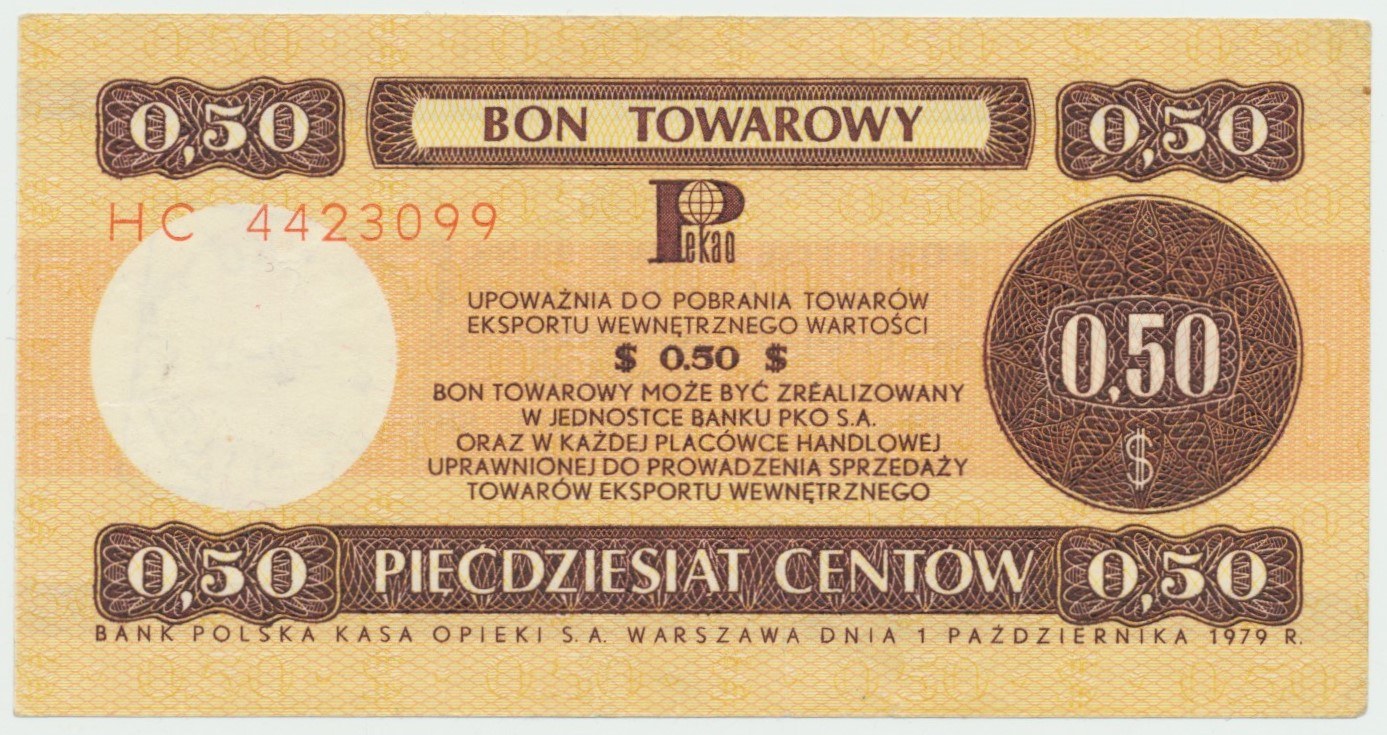 0,50 BON TOWAROWY 0,50
HC 4423099
Pekao
UPOWAŻNIA DO POBRANIA TOWARÓW
EKSPORTU WEWNĘTRZNEGO WARTOŚCI
$ 0.50 $
BON TOWAROWY MOŻE BYĆ ZREALIZOWANY
W JEDNOSTCE BANKU PKO S.A.
ORAZ W KAŻDEJ PLACÓWCE HANDLOWEJ
UPRAWNIONEJ DO PROWADZENIA SPRZEDAŻY
TOWARÓW EKSPORTU WEWNĘTRZNEGO
0,50
$
0,50 PIĘĆDZIESIĄT CENTÓW 0,50
BANK POLSKA KASA OPIEKI S.A. WARSZAWA DNIA 1 PAŹDZIERNIKA 1979 R.